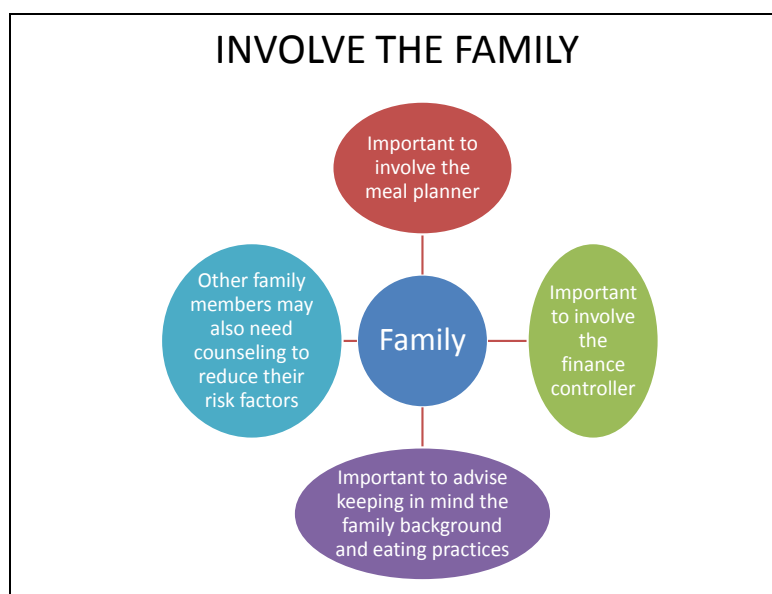 INVOLVE THE FAMILY
Important to
involve the
meal planner
Other family
members may
also need
counseling to
reduce their
risk factors
Family
Important
to involve
the
finance
controller
Important to advise
keeping in mind the
family background
and eating practices